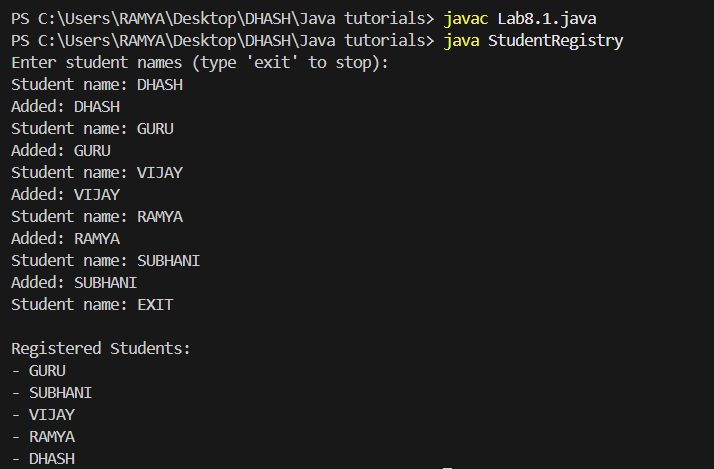 PS C:\Users\RAMYA\Desktop\DHASH\Java tutorials> javac Lab8.1.java
PS C:\Users\RAMYA\Desktop\DHASH\Java tutorials> java StudentRegistry
Enter student names (type 'exit' to stop):
Student name: DHASH
Added: DHASH
Student name: GURU
Added: GURU
Student name: VIJAY
Added: VIJAY
Student name: RAMYA
Added: RAMYA
Student name: SUBHANI
Added: SUBHANI
Student name: EXIT

Registered Students:
- GURU
- SUBHANI
- VIJAY
- RAMYA
- DHASH